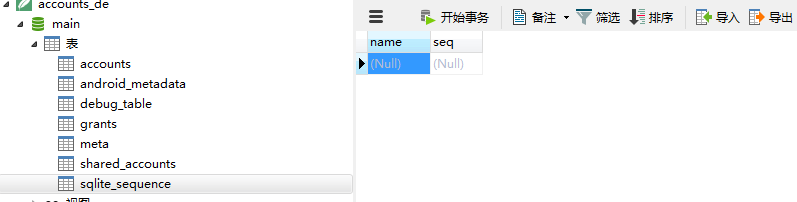 accounts_de
main
表
accounts
android_metadata
debug_table
grants
meta
shared_accounts
sqlite_sequence
开始事务 备注 筛选 排序 导入 导出
name seq
(Null) (Null)